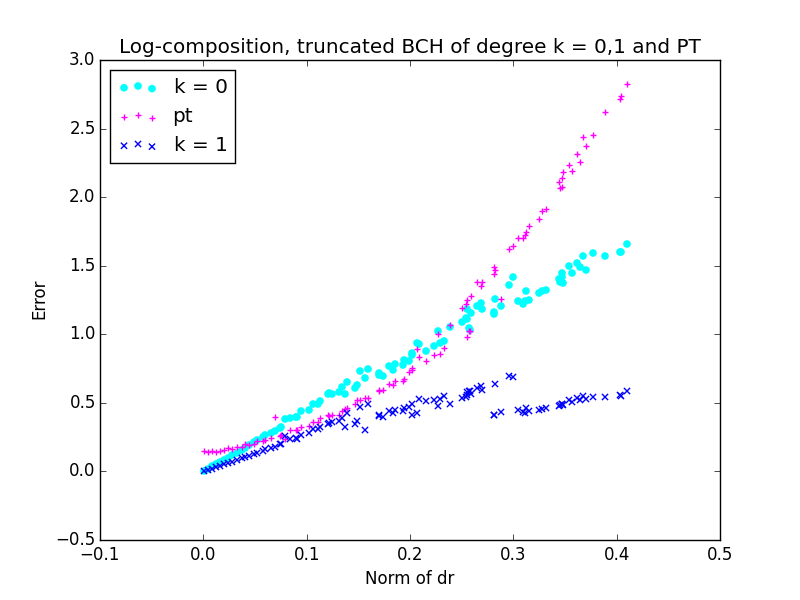 Log-composition, truncated BCH of degree k = 0,1 and PT
k = 0
pt
k = 1
3.0
2.5
2.0
1.5
1.0
0.5
0.0
−0.5
Error
−0.1 0.0 0.1 0.2 0.3 0.4 0.5
Norm of dr